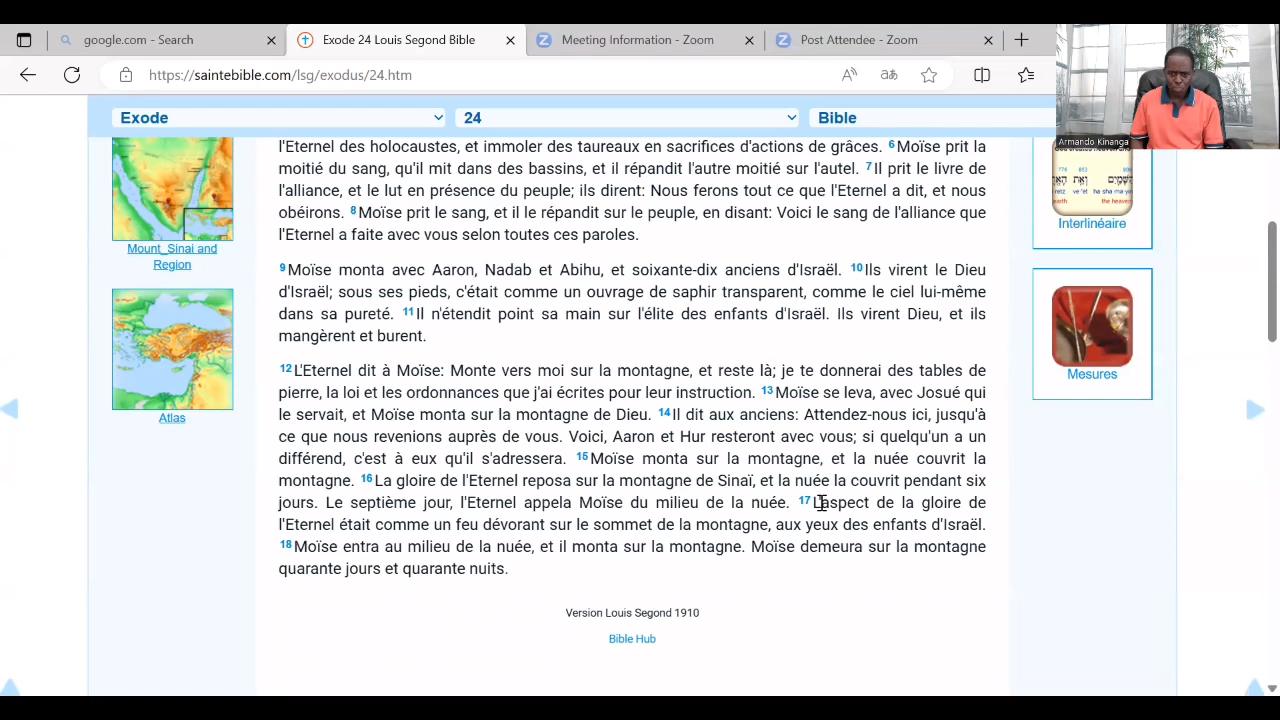 google.com - Search
Exode 24 Louis Segond Bible
Meeting Information - Zoom
Post Attendee - Zoom
https://saintebible.com/lsg/exodus/24.htm
Exode
24
Bible
Armando Kinanga
l'Eternel des holocaustes, et immoler des taureaux en sacrifices d'actions de grâces. 6 Moïse prit la
moitié du sang, qu'il mit dans des bassins, et il répandit l'autre moitié sur l'autel. 7 Il prit le livre de
l'alliance, et le lut en présence du peuple; ils dirent: Nous ferons tout ce que l'Eternel a dit, et nous
obéirons. 8 Moïse prit le sang, et il le répandit sur le peuple, en disant: Voici le sang de l'alliance que
l'Eternel a faite avec vous selon toutes ces paroles.
9 Moïse monta avec Aaron, Nadab et Abihu, et soixante-dix anciens d'Israël. 10 Ils virent le Dieu
d'Israël; sous ses pieds, c'était comme un ouvrage de saphir transparent, comme le ciel lui-même
dans sa pureté. 11 Il n'étendit point sa main sur l'élite des enfants d'Israël. Ils virent Dieu, et ils
mangèrent et burent.
12 L'Eternel dit à Moïse: Monte vers moi sur la montagne, et reste là; je te donnerai des tables de
pierre, la loi et les ordonnances que j'ai écrites pour leur instruction. 13 Moïse se leva, avec Josué qui
le servait, et Moïse monta sur la montagne de Dieu. 14 Il dit aux anciens: Attendez-nous ici, jusqu'à
ce que nous revenions auprès de vous. Voici, Aaron et Hur resteront avec vous; si quelqu'un a un
différend, c'est à eux qu'il s'adressera. 15 Moïse monta sur la montagne, et la nuée couvrit la
montagne. 16 La gloire de l'Eternel reposa sur la montagne de Sinaï, et la nuée la couvrit pendant six
jours. Le septième jour, l'Eternel appela Moïse du milieu de la nuée. 17 L'aspect de la gloire de
l'Eternel était comme un feu dévorant sur le sommet de la montagne, aux yeux des enfants d'Israël.
18 Moïse entra au milieu de la nuée, et il monta sur la montagne. Moïse demeura sur la montagne
quarante jours et quarante nuits.
Version Louis Segond 1910
Bible Hub
Mount_Sinai and
Region
Atlas
776 853
ve·'et ha·sha·ma·ya
earth the heaven
Interlinéaire
Mesures